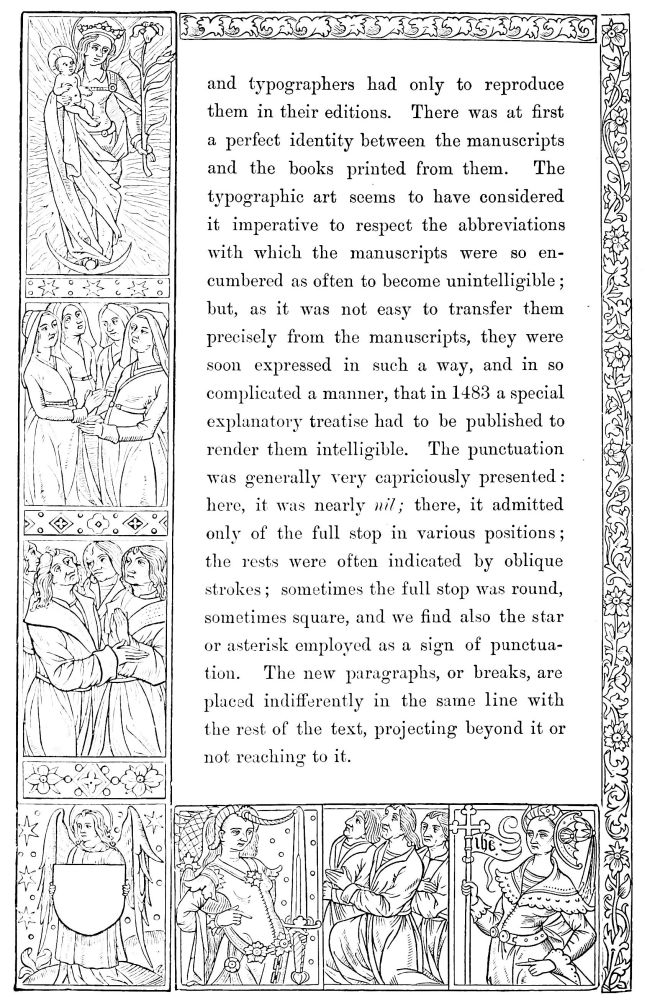 and typographers had only to reproduce
them in their editions. There was at first
a perfect identity between the manuscripts
and the books printed from them. The
typographic art seems to have considered
it imperative to respect the abbreviations
with which the manuscripts were so en-
cumbered as often to become unintelligible;
but, as it was not easy to transfer them
precisely from the manuscripts, they were
soon expressed in such a way, and in so
complicated a manner, that in 1483 a special
explanatory treatise had to be published to
render them intelligible. The punctuation
was generally very capriciously presented:
here, it was nearly nil; there, it admitted
only of the full stop in various positions;
the rests were often indicated by oblique
strokes; sometimes the full stop was round,
sometimes square, and we find also the star
or asterisk employed as a sign of punctua-
tion. The new paragraphs, or breaks, are
placed indifferently in the same line with
the rest of the text, projecting beyond it or
not reaching to it.